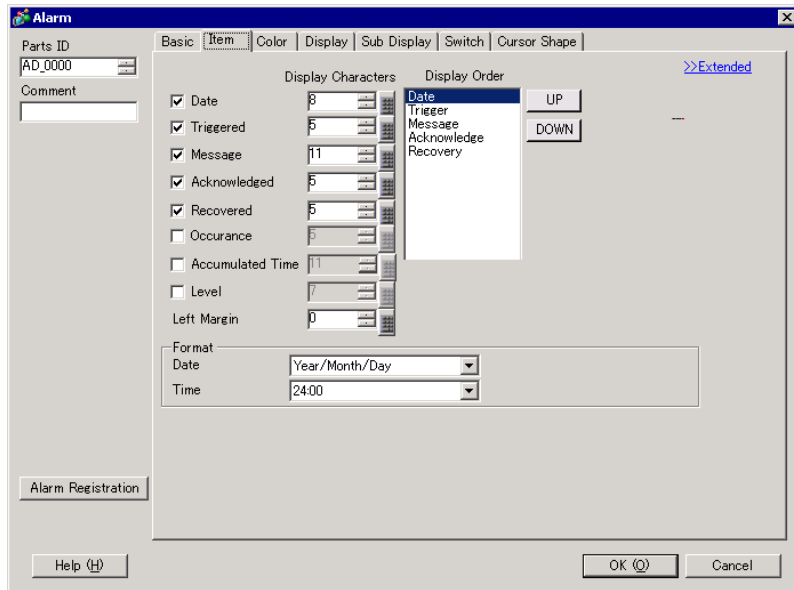 Alarm
Parts ID
AD_0000
Comment
Basic Item Color Display Sub Display Switch Cursor Shape
>>Extended
Display Characters Display Order
Date 8
Triggered 5
Message 11
Acknowledged 5
Recovered 5
Occurance 5
Accumulated Time 11
Level 7
Left Margin 0
Date
Trigger
Message
Acknowledge
Recovery
UP
DOWN
Format
Date Year/Month/Day
Time 24:00
Alarm Registration
Help (H) OK (O) Cancel